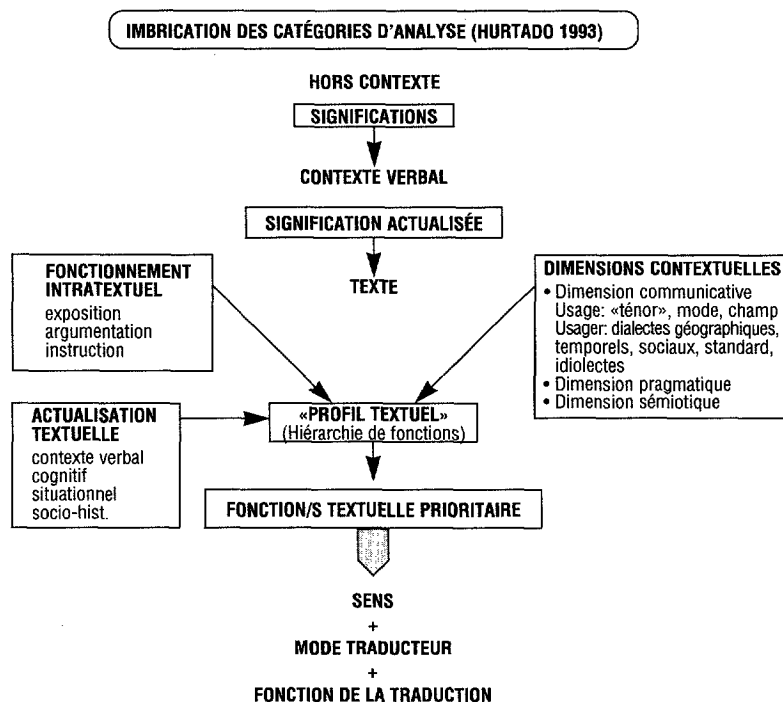 IMBRICATION DES CATÉGORIES D'ANALYSE (HURTADO 1993)
HORS CONTEXTE
SIGNIFICATIONS
CONTEXTE VERBAL
SIGNIFICATION ACTUALISÉE
TEXTE
FONCTIONNEMENT
INTRATEXTUEL
exposition
argumentation
instruction
DIMENSIONS CONTEXTUELLES
• Dimension communicative
Usage: «ténor», mode, champ
Usager: dialectes géographiques,
temporels, sociaux, standard,
idiolectes
• Dimension pragmatique
• Dimension sémiotique
ACTUALISATION
TEXTUELLE
contexte verbal
cognitif
situationnel
socio-hist.
«PROFIL TEXTUEL»
(Hiérarchie de fonctions)
FONCTION/S TEXTUELLE PRIORITAIRE
SENS
+
MODE TRADUCTEUR
+
FONCTION DE LA TRADUCTION